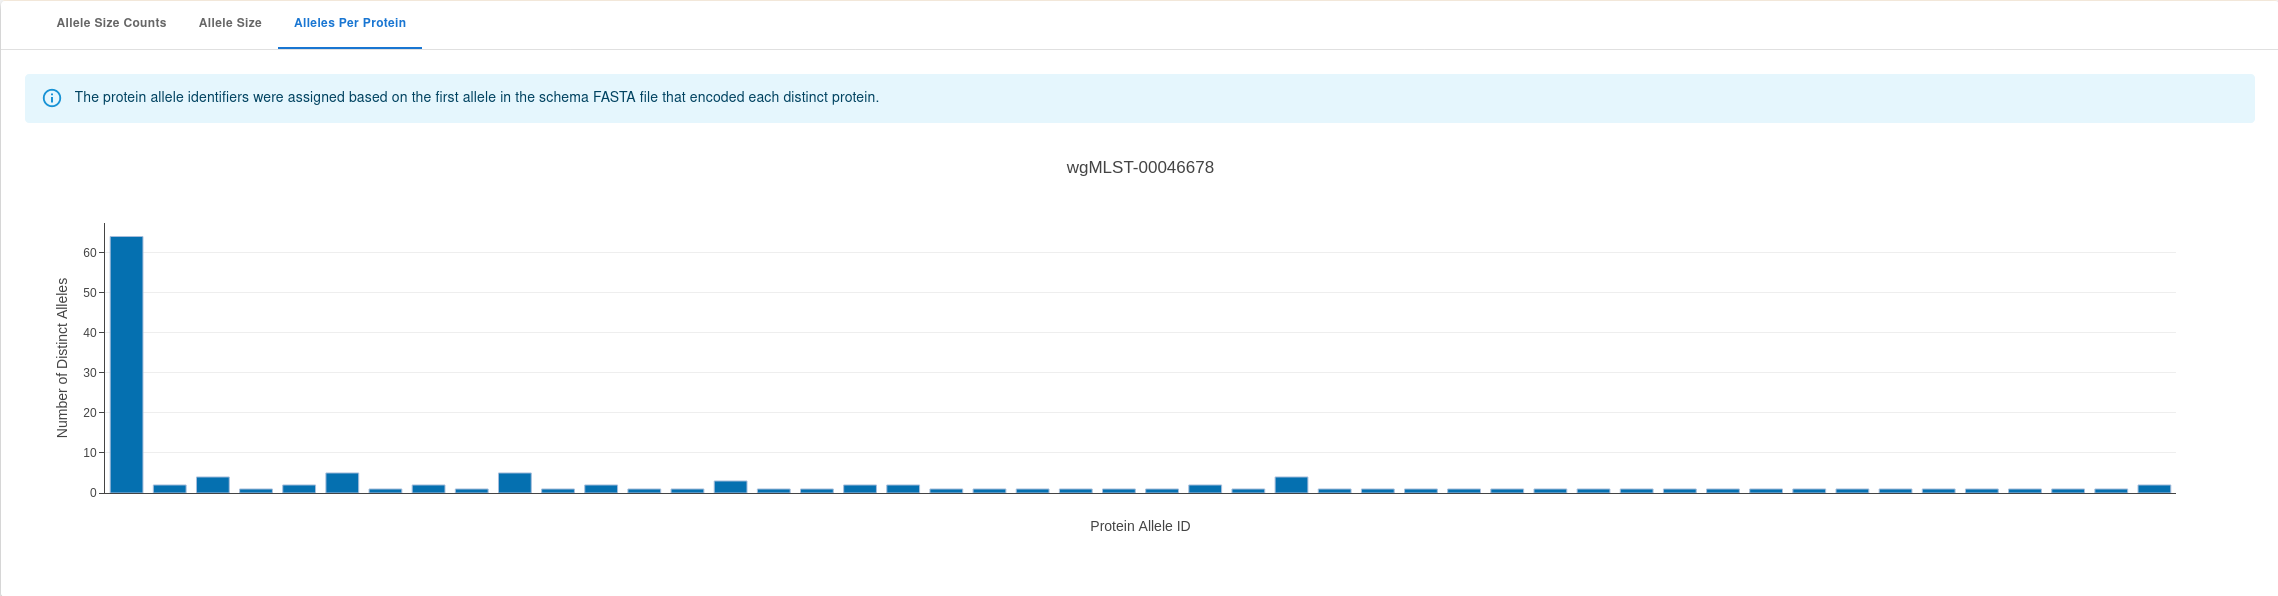 Allele Size Counts Allele Size Alleles Per Protein
The protein allele identifiers were assigned based on the first allele in the schema FASTA file that encoded each distinct protein.
wgMLST-00046678
Number of Distinct Alleles
60
50
40
30
20
10
0
Protein Allele ID